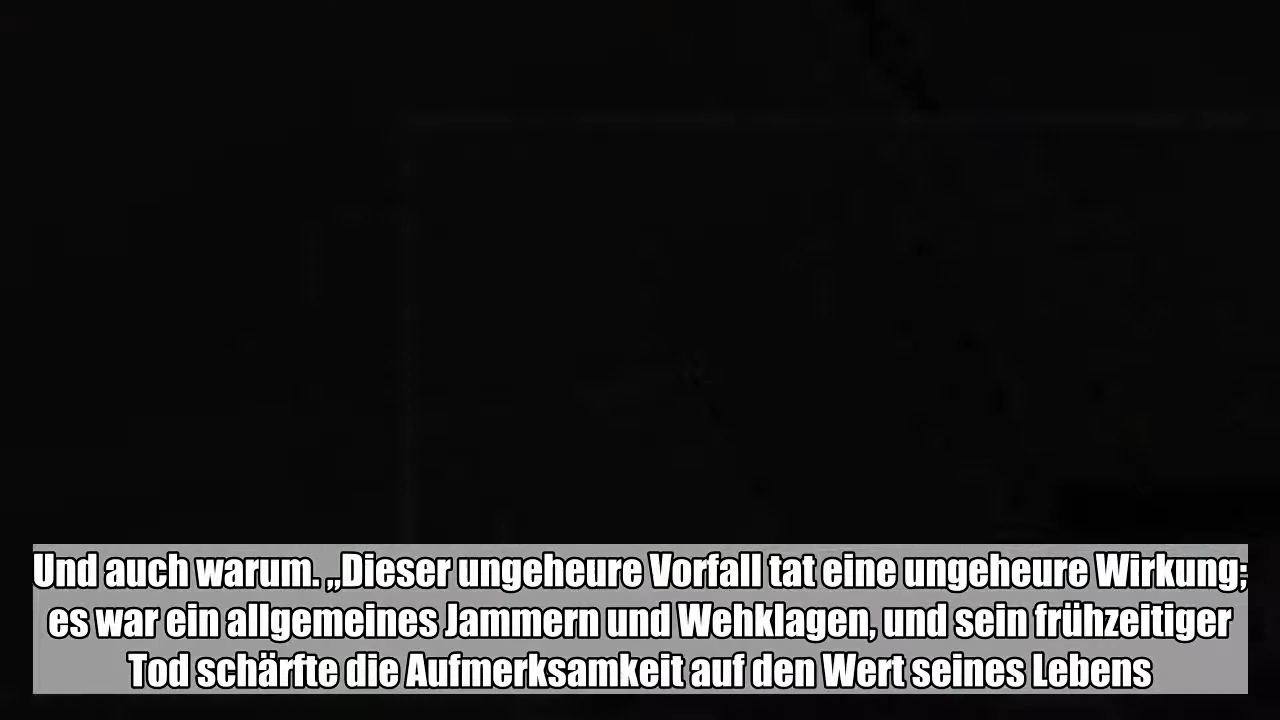 Und auch warum. „Dieser ungeheure Vorfall tat eine ungeheure Wirkung;
es war ein allgemeines Jammern und Wehklagen, und sein frühzeitiger
Tod schärfte die Aufmerksamkeit auf den Wert seines Lebens